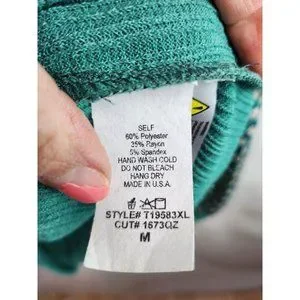 SELF
60% Polyester
35% Rayon
5% Spandex
HAND WASH COLD
DO NOT BLEACH
HANG DRY
MADE IN U.S.A.
STYLE# T19583XL
CUT# 1673QZ
M